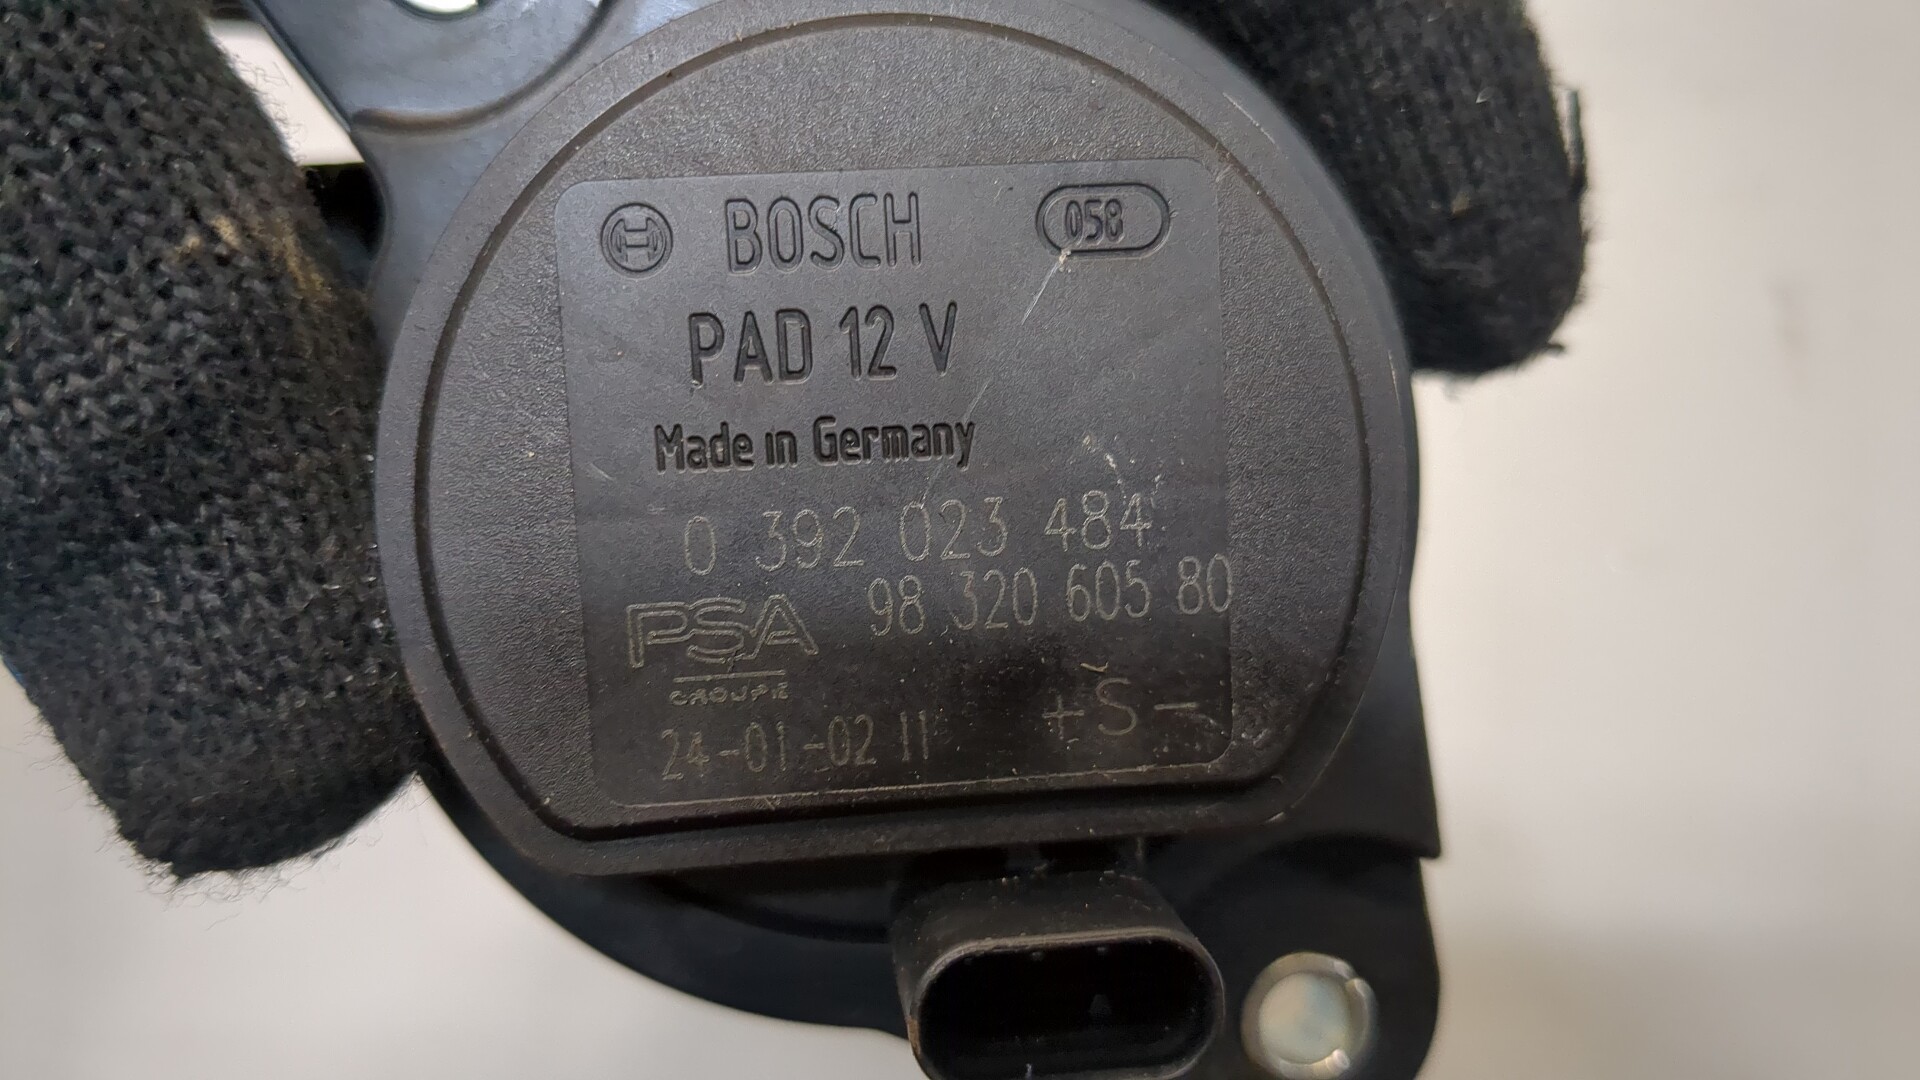 BOSCH 058
PAD 12 V
Made in Germany
0 392 023 484
PSA 98 320 605 80
GROUPE
24-01-02 11 +Š-